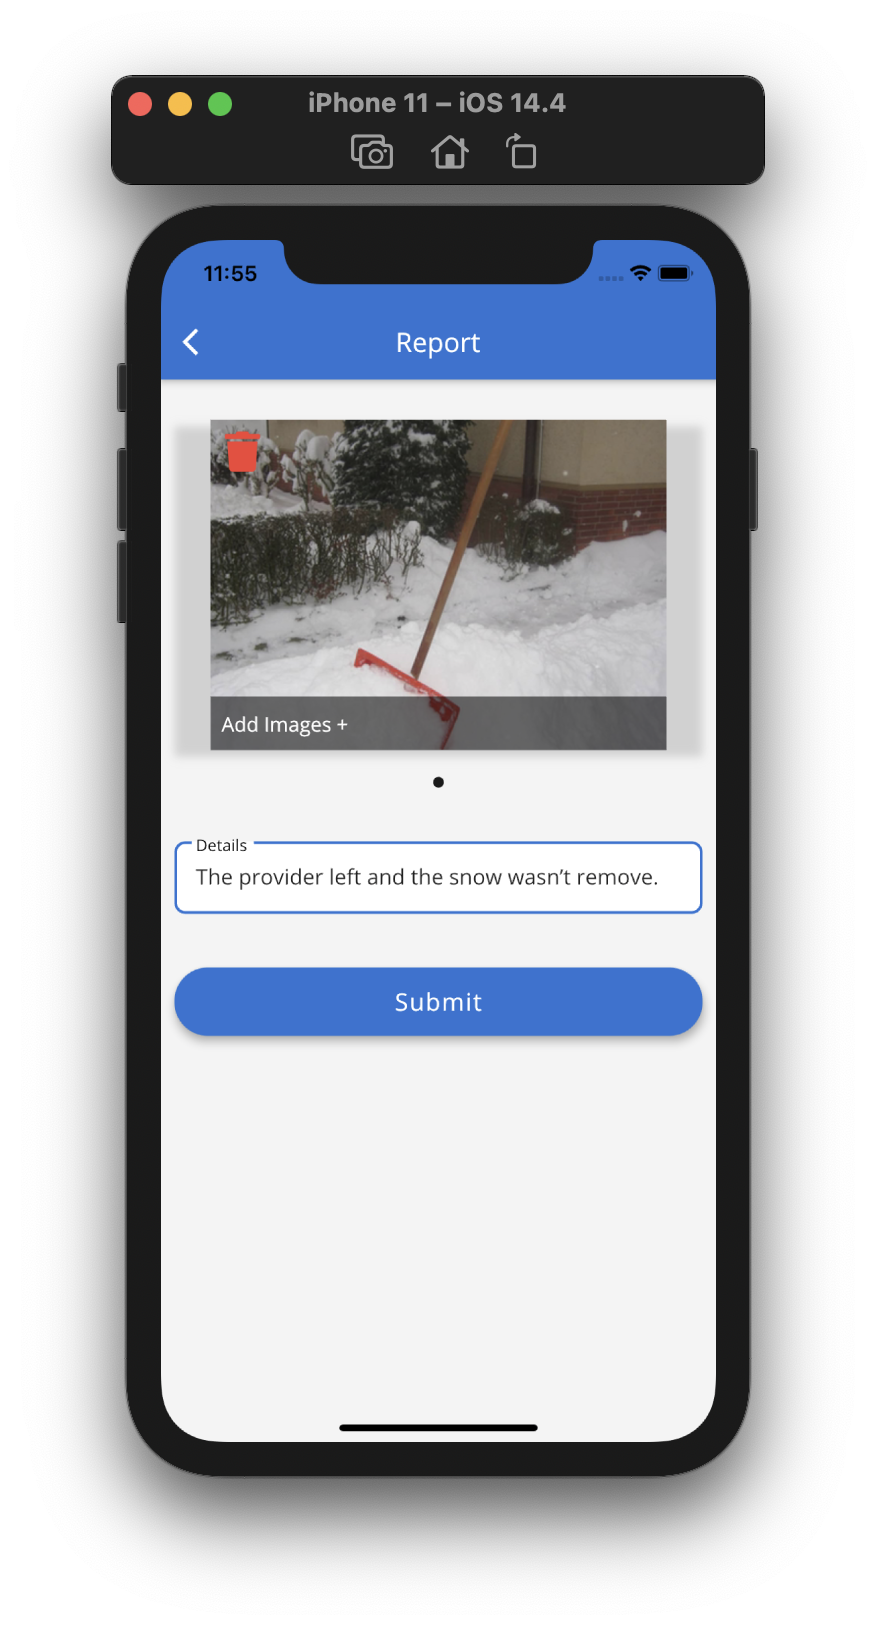 iPhone 11 – iOS 14.4
11:55
Report
Add Images +
Details
The provider left and the snow wasn’t remove.
Submit